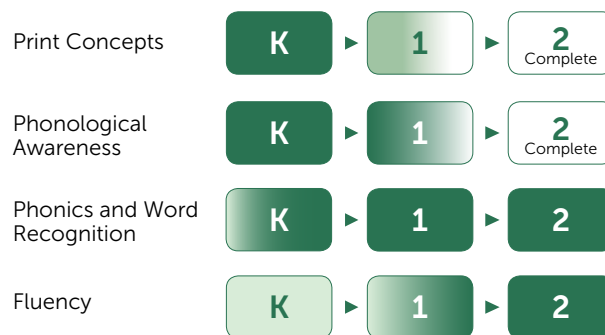 Print Concepts
K
1
2
Complete
Phonological
Awareness
K
1
2
Complete
Phonics and Word
Recognition
K
1
2
Fluency
K
1
2